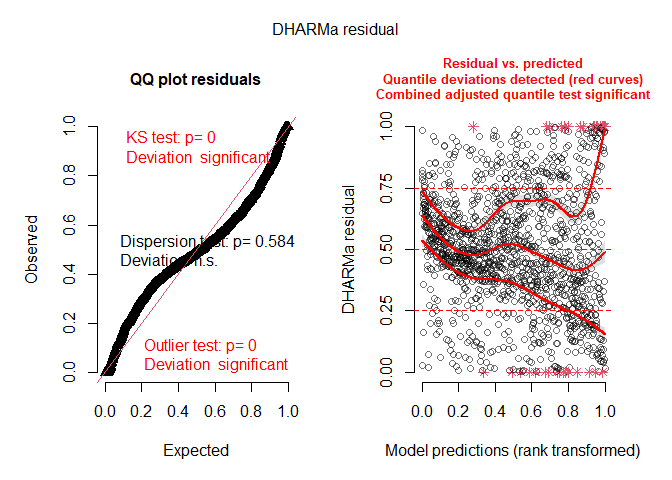 DHARMa residual
QQ plot residuals
KS test: p= 0
Deviation significant
Dispersion test: p= 0.584
Deviation n.s.
Outlier test: p= 0
Deviation significant
Observed
0.0 0.2 0.4 0.6 0.8 1.0
0.0 0.2 0.4 0.6 0.8 1.0
Expected
Residual vs. predicted
Quantile deviations detected (red curves)
Combined adjusted quantile test significant
DHARMa residual
0.00 0.25 0.50 0.75 1.00
0.0 0.2 0.4 0.6 0.8 1.0
Model predictions (rank transformed)